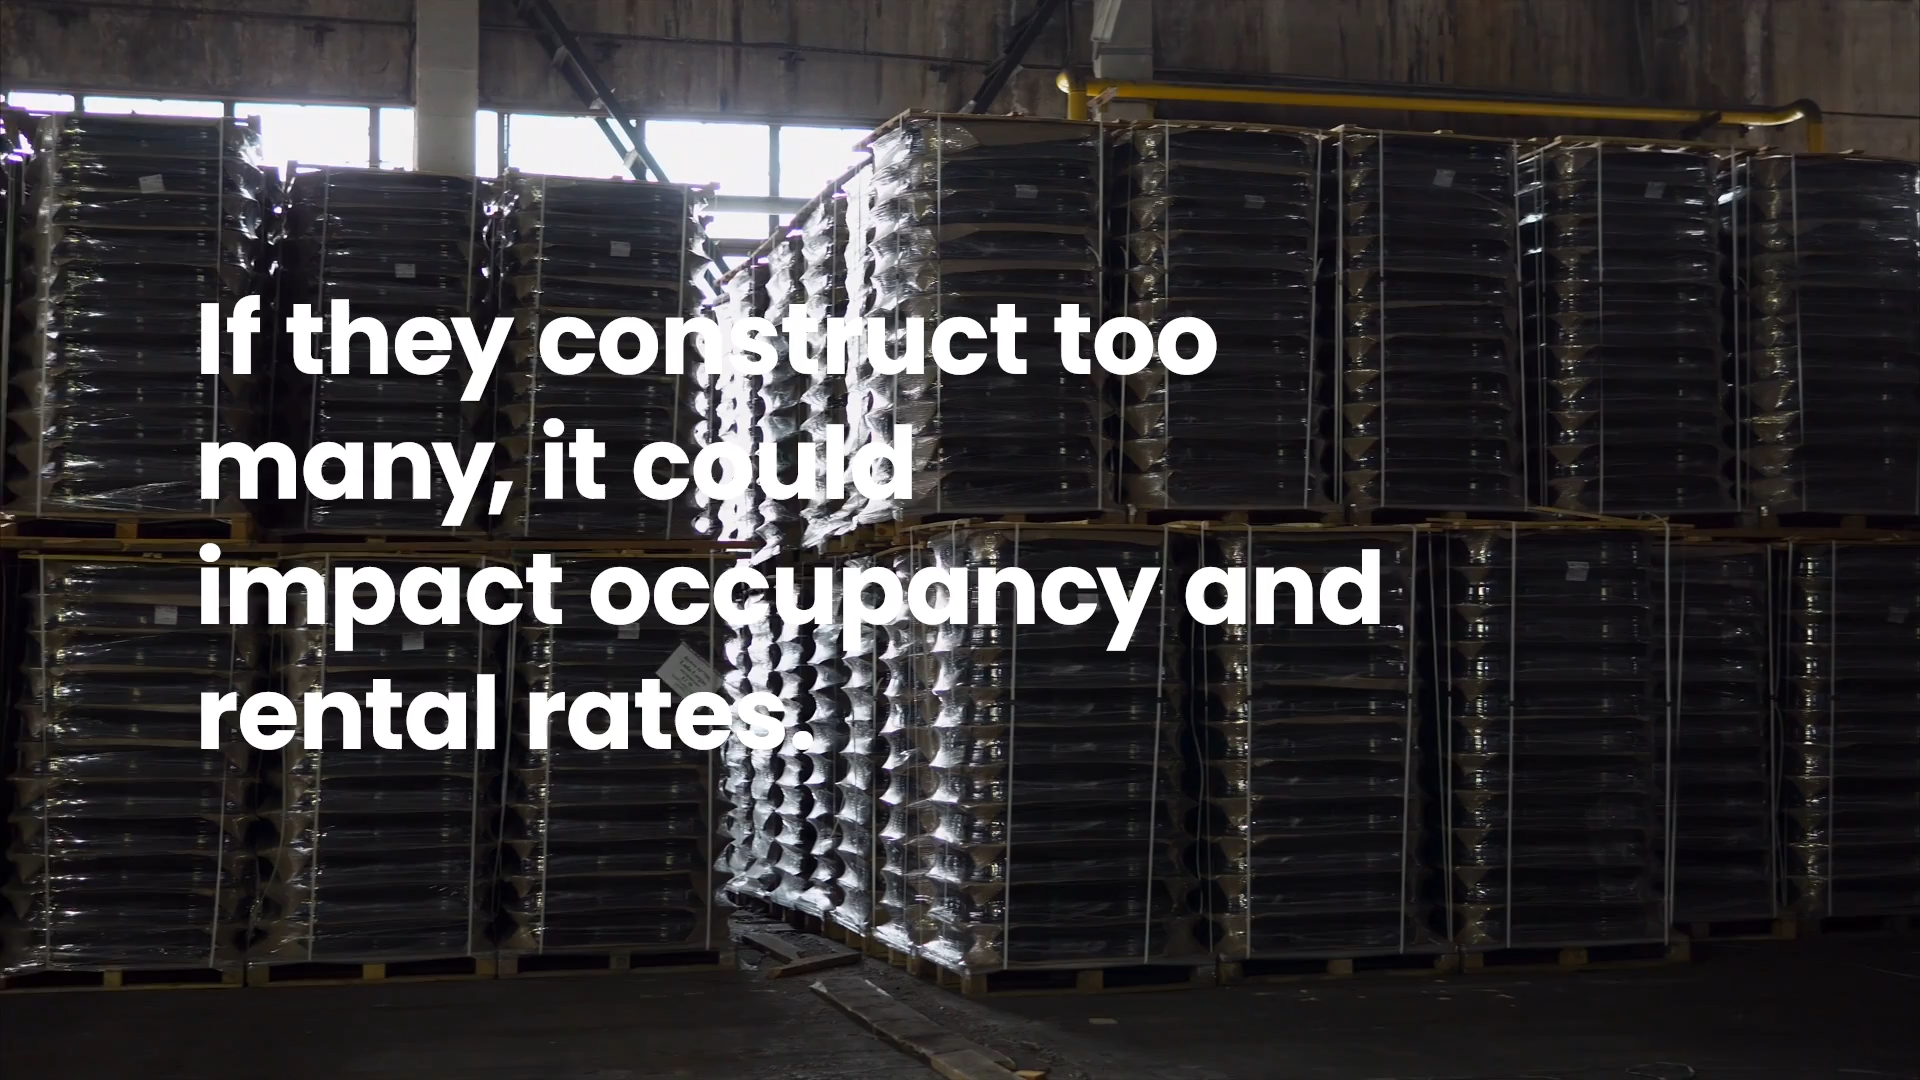 If they construct too
many, it could
impact occupancy and
rental rates.